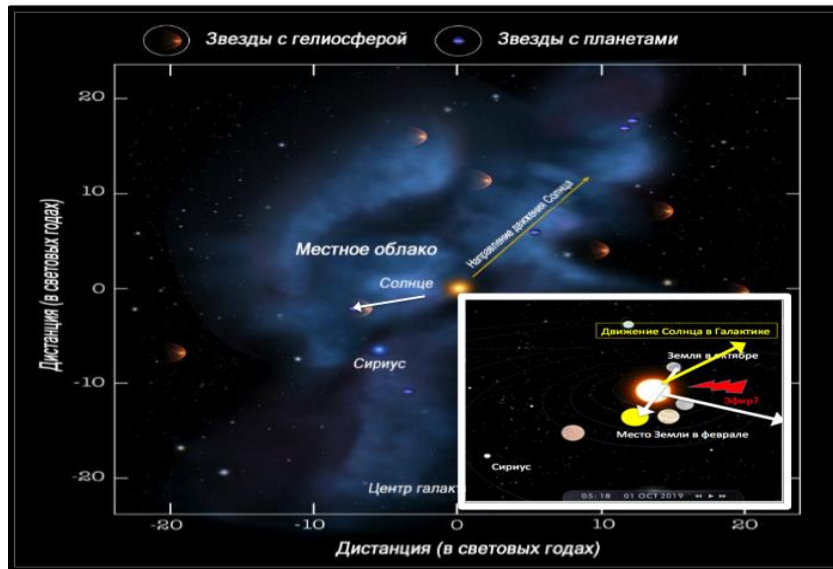 Звезды с гелиосферой
Звезды с планетами
Дистанция (в световых годах)
20
10
0
-10
-20
Направление движения Солнца
Местное облако
Солнце
Сириус
Центр галакти
Движение Солнца в Галактике
Земля в октябре
Эфир?
Место Земли в феврале
Сириус
05:18 01 ОСТ 2019
-20
-10
0
10
20
Дистанция (в световых годах)